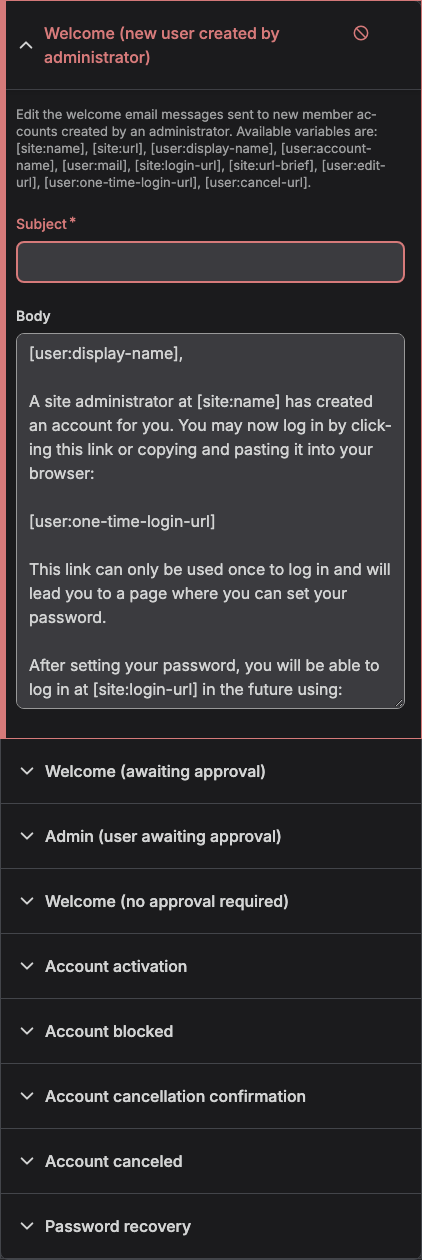 Welcome (new user created by
administrator)
Edit the welcome email messages sent to new member ac-
counts created by an administrator. Available variables are:
[site:name], [site:url], [user:display-name], [user:account-
name], [user:mail], [site:login-url], [site:url-brief], [user:edit-
url], [user:one-time-login-url], [user:cancel-url].
Subject*
Body
[user:display-name],
A site administrator at [site:name] has created
an account for you. You may now log in by click-
ing this link or copying and pasting it into your
browser:
[user:one-time-login-url]
This link can only be used once to log in and will
lead you to a page where you can set your
password.
After setting your password, you will be able to
log in at [site:login-url] in the future using:
Welcome (awaiting approval)
Admin (user awaiting approval)
Welcome (no approval required)
Account activation
Account blocked
Account cancellation confirmation
Account canceled
Password recovery